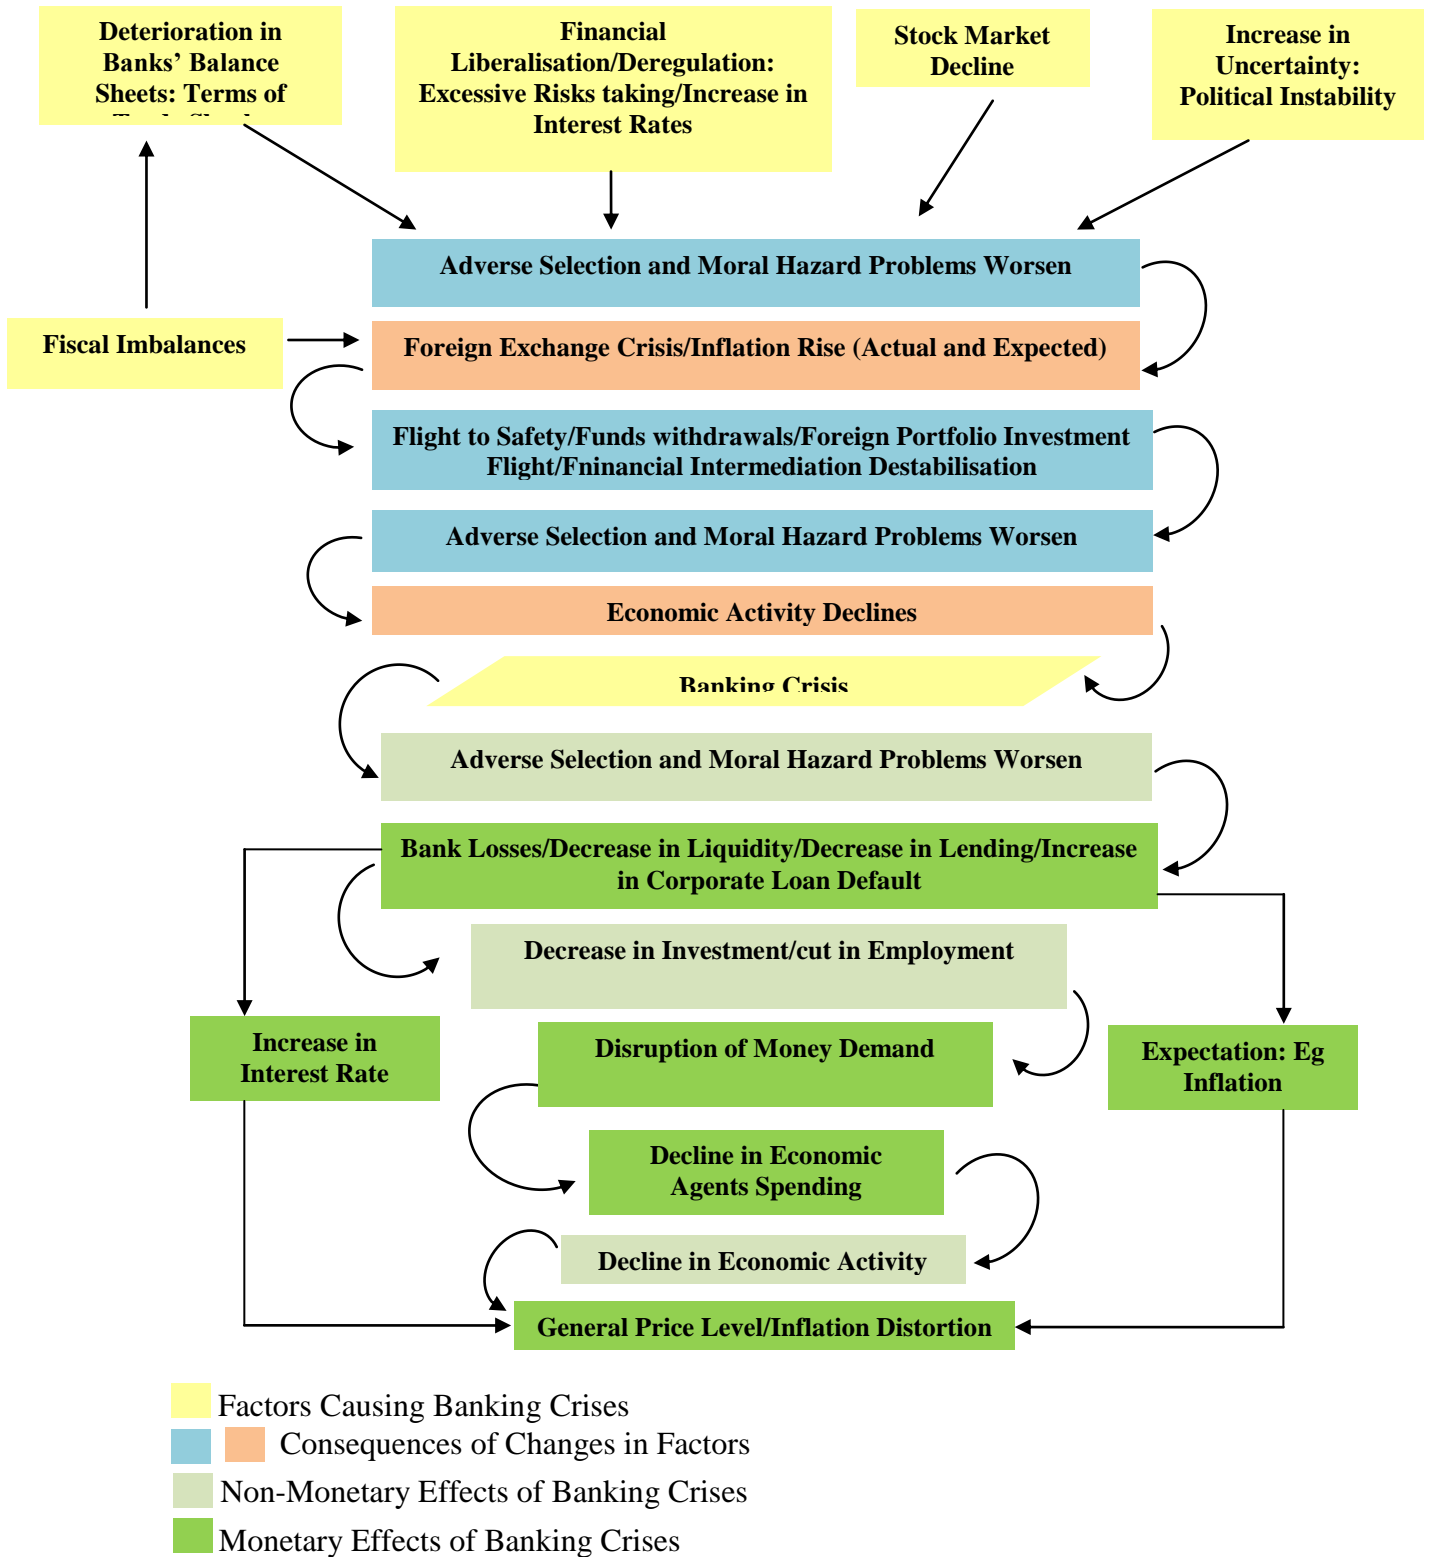 Deterioration in
Banks’ Balance
Sheets: Terms of
Financial
Liberalisation/Deregulation:
Excessive Risks taking/Increase in
Interest Rates
Stock Market
Decline
Increase in
Uncertainty:
Political Instability
Adverse Selection and Moral Hazard Problems Worsen
Fiscal Imbalances
Foreign Exchange Crisis/Inflation Rise (Actual and Expected)
Flight to Safety/Funds withdrawals/Foreign Portfolio Investment
Flight/Fninancial Intermediation Destabilisation
Adverse Selection and Moral Hazard Problems Worsen
Economic Activity Declines
Banking Crisis
Adverse Selection and Moral Hazard Problems Worsen
Bank Losses/Decrease in Liquidity/Decrease in Lending/Increase
in Corporate Loan Default
Decrease in Investment/cut in Employment
Increase in
Interest Rate
Disruption of Money Demand
Expectation: Eg
Inflation
Decline in Economic
Agents Spending
Decline in Economic Activity
General Price Level/Inflation Distortion
Factors Causing Banking Crises
Consequences of Changes in Factors
Non-Monetary Effects of Banking Crises
Monetary Effects of Banking Crises